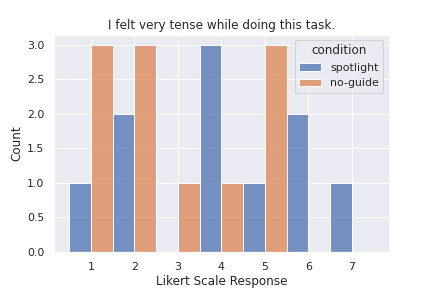 I felt very tense while doing this task.
condition
spotlight
no-guide
3.0
2.5
2.0
1.5
1.0
0.5
0.0
Count
1 2 3 4 5 6 7
Likert Scale Response